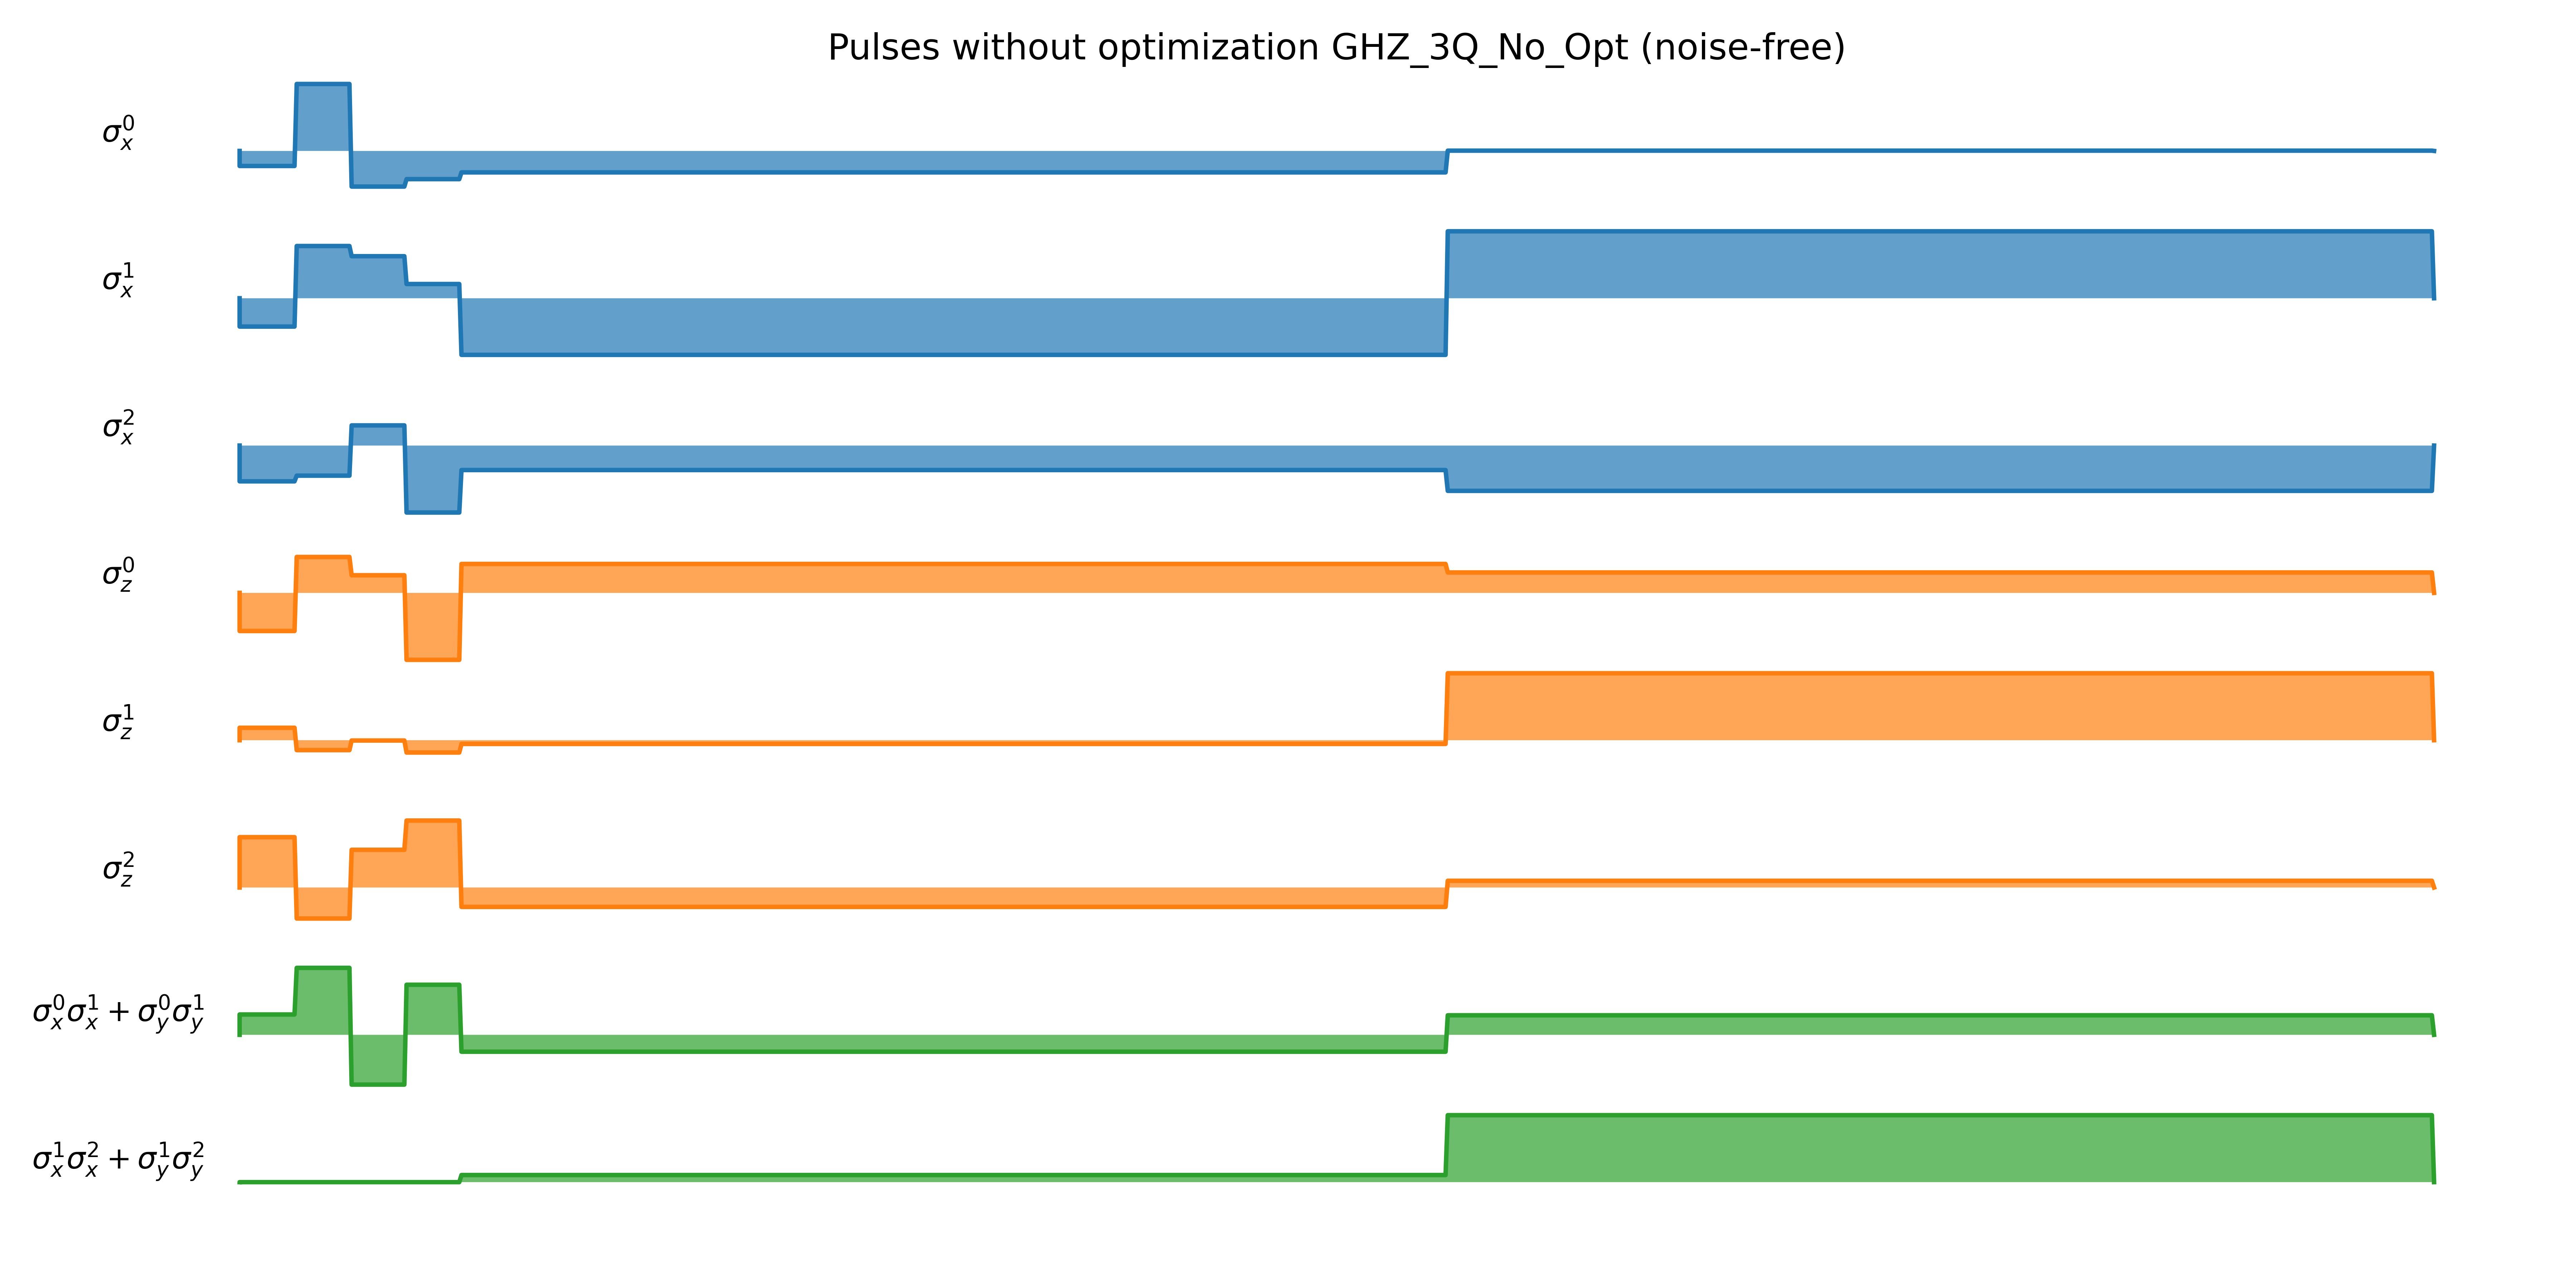 Pulses without optimization GHZ_3Q_No_Opt (noise-free)
σ_x^0
σ_x^1
σ_x^2
σ_z^0
σ_z^1
σ_z^2
σ_x^0σ_x^1 + σ_y^0σ_y^1
σ_x^1σ_x^2 + σ_y^1σ_y^2